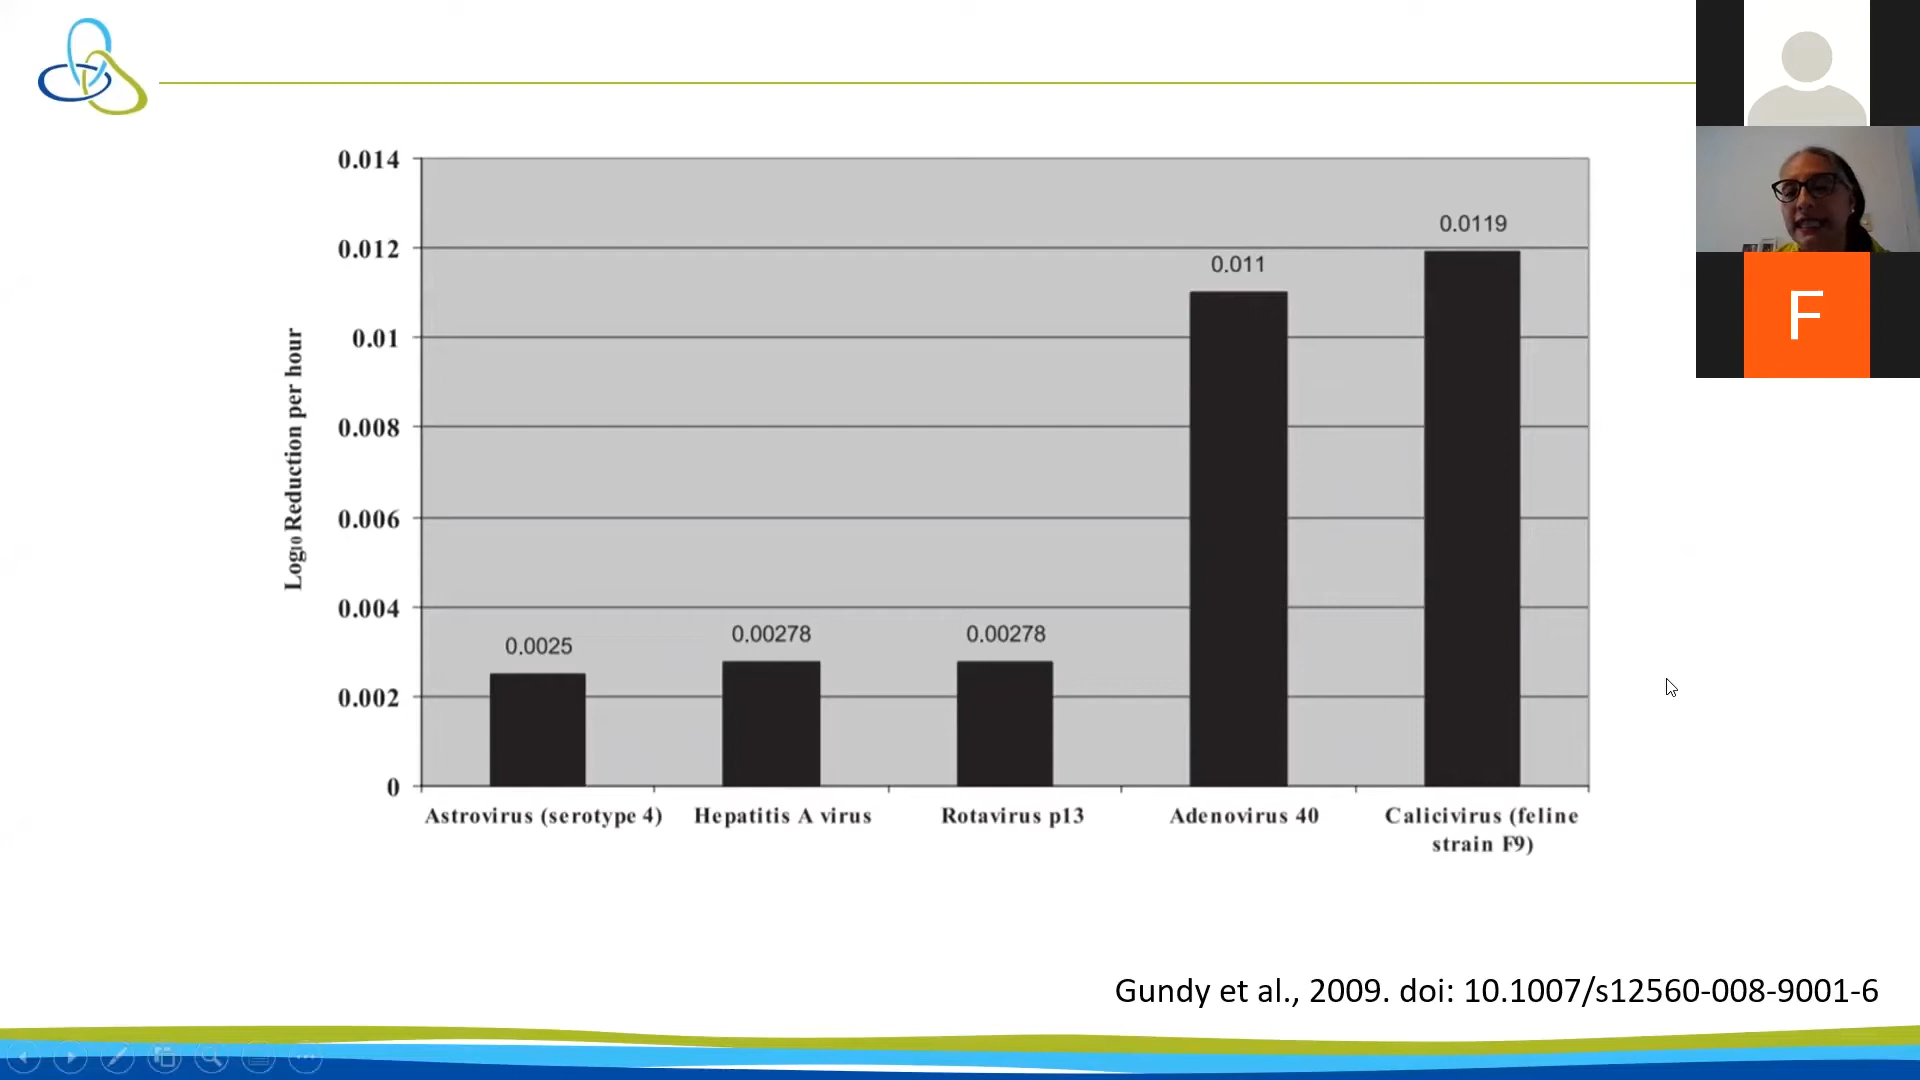 0.014
0.012
0.01
0.008
0.006
0.004
0.002
0
Log10 Reduction per hour
0.0025
0.00278
0.00278
0.011
0.0119
Astrovirus (serotype 4)
Hepatitis A virus
Rotavirus p13
Adenovirus 40
Calicivirus (feline
strain F9)
F
Gundy et al., 2009. doi: 10.1007/s12560-008-9001-6